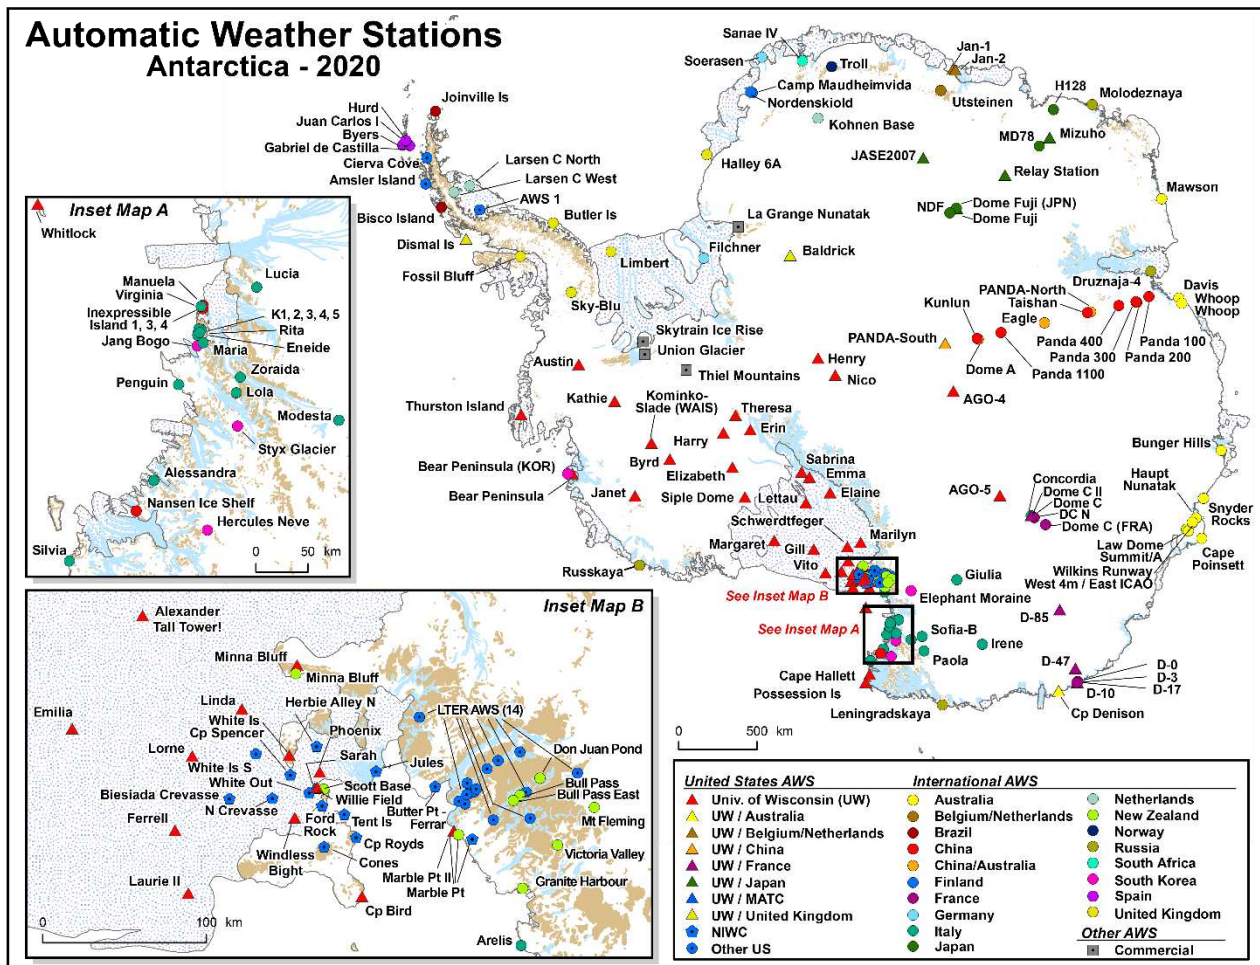 Automatic Weather Stations
Antarctica - 2020
Sanae IV
Soerasen
Troll
Jan-1
Jan-2
Camp Maudheimvida
Nordenskiold
Utsteinen
H128
Molodeznaya
Kohnen Base
MD78
Mizuho
JASE2007
Relay Station
Halley 6A
Mawson
NDF
Dome Fuji (JPN)
Dome Fuji
Joinville Is
Hurd
Juan Carlos I
Byers
Gabriel de Castilla
Cierva Cove
Amsler Island
Larsen C North
Larsen C West
AWS 1
Bisco Island
Butler Is
Dismal Is
Fossil Bluff
Limbert
Sky-Blu
La Grange Nunatak
Filchner
Baldrick
Druznaja-4
PANDA-North
Taishan
Eagle
Kunlun
Davis
Whoop
Whoop
PANDA-South
Panda 400
Panda 300
Panda 100
Panda 200
Dome A
Panda 1100
Skytrain Ice Rise
Union Glacier
Thiel Mountains
Henry
Nico
AGO-4
Austin
Kathie
Thurston Island
Kominko-
Slade (WAIS)
Theresa
Erin
Harry
Byrd
Elizabeth
Sabrina
Emma
Elaine
Bear Peninsula (KOR)
Bear Peninsula
Janet
Siple Dome
Lettau
Schwerdtfeger
Marilyn
Margaret
Gill
Vito
Russkaya
AGO-5
Concordia
Dome C II
Dome C
DC N
Dome C (FRA)
Bunger Hills
Haupt
Nunatak
Snyder
Rocks
Law Dome
Summit/A
Cape
Poinsett
Wilkins Runway
West 4m / East ICAO
See Inset Map B
See Inset Map A
Giulia
Elephant Moraine
D-85
Sofia-B
Irene
Paola
D-47
D-0
D-3
D-17
D-10
Cp Denison
Cape Hallett
Possession Is
Leningradskaya
0 500 km
Inset Map A
Whitlock
Lucia
Manuela
Virginia
Inexpressible
Island 1, 3, 4
Jang Bogo
K1, 2, 3, 4, 5
Rita
Eneide
Maria
Zoraida
Penguin
Lola
Modesta
Styx Glacier
Alessandra
Nansen Ice Shelf
Hercules Neve
Silvia
0 50 km
Inset Map B
Alexander
Tall Tower!
Minna Bluff
Minna Bluff
Emilia
Linda
Herbie Alley N
White Is
Cp Spencer
Phoenix
Lorne
Sarah
Jules
White Is S
White Out
Scott Base
Biesiada Crevasse
Willie Field
N Crevasse
Ford
Rock
Tent Is
Ferrell
Cp Royds
Windless
Bight
Cones
Laurie II
Cp Bird
LTER AWS (14)
Don Juan Pond
Bull Pass
Bull Pass East
Butter Pt -
Ferrar
Mt Fleming
Victoria Valley
Marble Pt II
Marble Pt
Granite Harbour
Arelis
0 100 km
United States AWS
Univ. of Wisconsin (UW)
UW / Australia
UW / Belgium/Netherlands
UW / China
UW / France
UW / Japan
UW / MATC
UW / United Kingdom
NIWC
Other US
International AWS
Australia
Belgium/Netherlands
Brazil
China
China/Australia
Finland
France
Germany
Italy
Japan
Netherlands
New Zealand
Norway
Russia
South Africa
South Korea
Spain
United Kingdom
Other AWS
Commercial